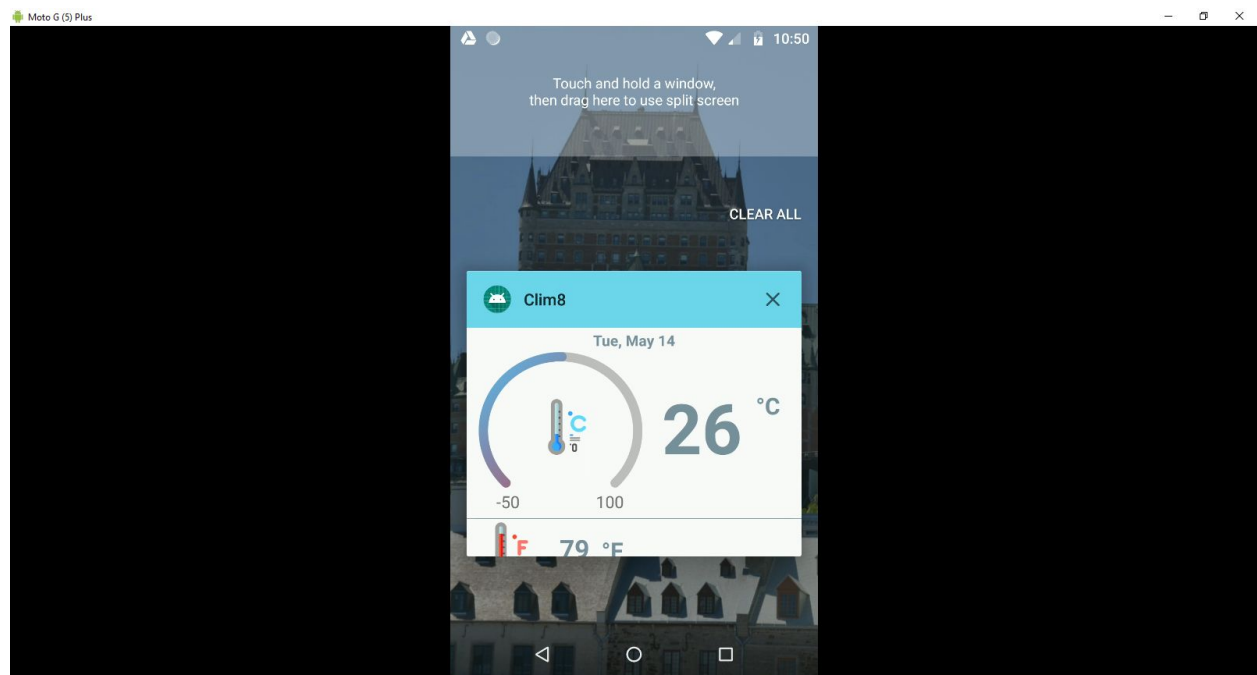 Moto G (5) Plus
10:50
Touch and hold a window,
then drag here to use split screen
CLEAR ALL
Clim8
Tue, May 14
°C
26 °C
-50 100
°F 79 °F